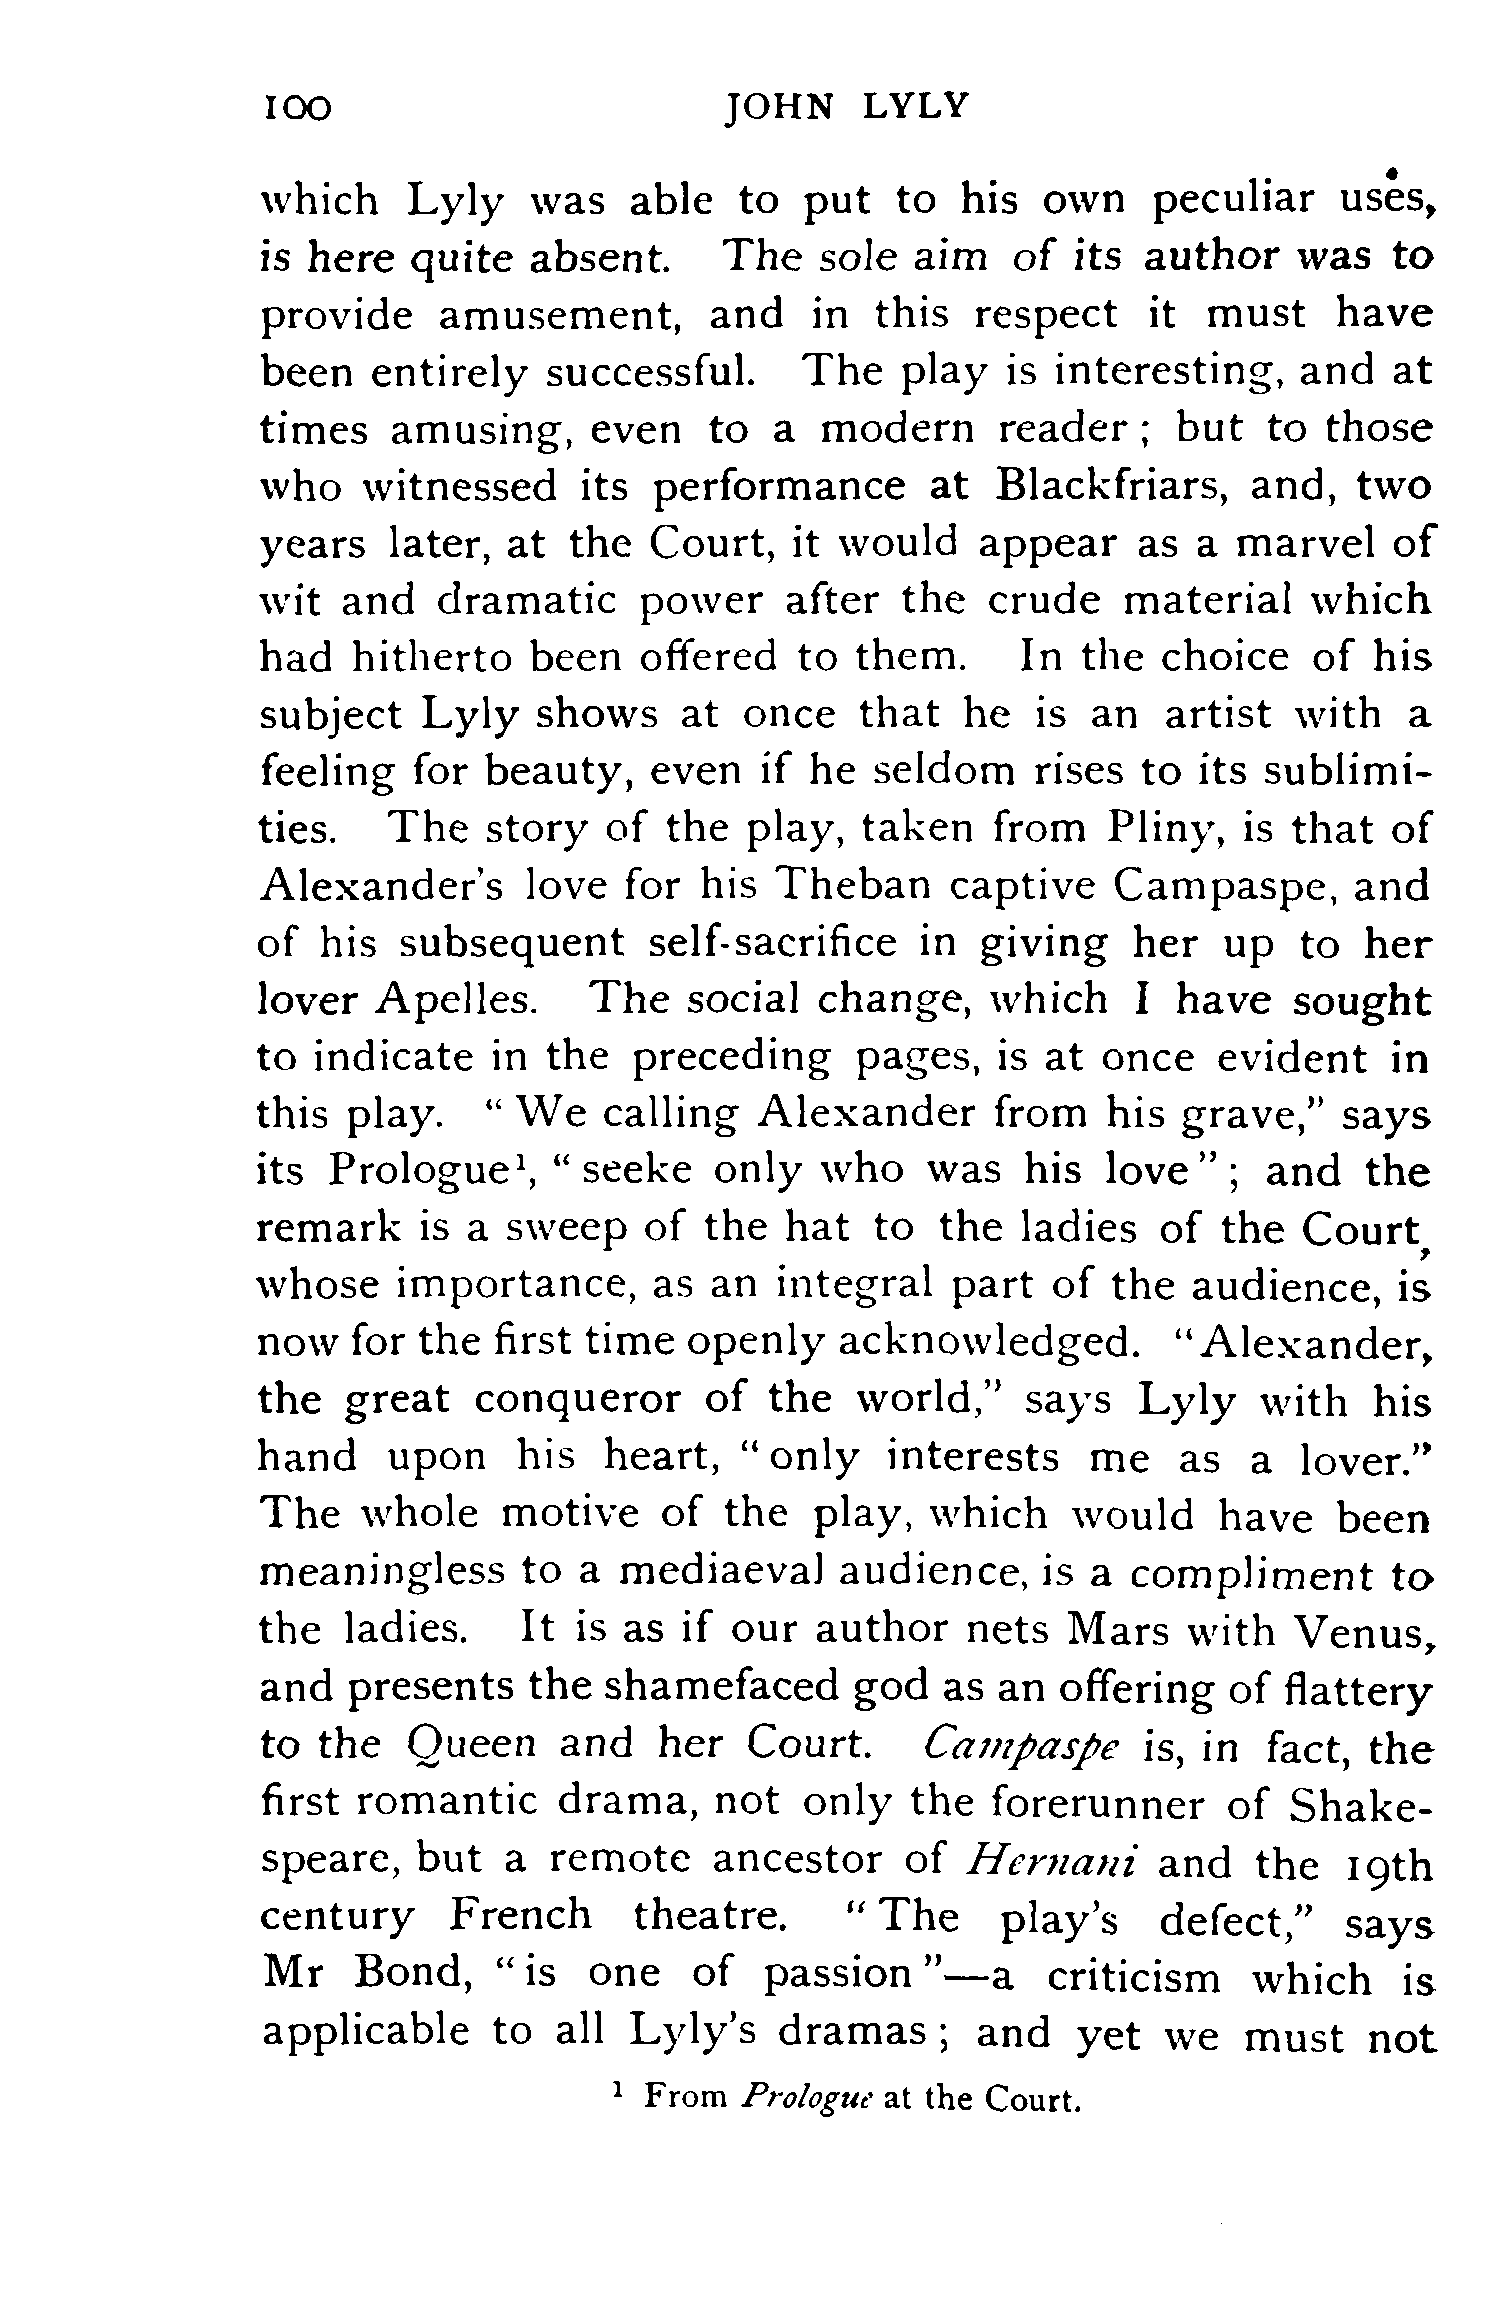 100 JOHN LYLY
which Lyly was able to put to his own peculiar uses,
is here quite absent. The sole aim of its author was to
provide amusement, and in this respect it must have
been entirely successful. The play is interesting, and at
times amusing, even to a modern reader ; but to those
who witnessed its performance at Blackfriars, and, two
years later, at the Court, it would appear as a marvel of
wit and dramatic power after the crude material which
had hitherto been offered to them. In the choice of his
subject Lyly shows at once that he is an artist with a
feeling for beauty, even if he seldom rises to its sublimi-
ties. The story of the play, taken from Pliny, is that of
Alexander's love for his Theban captive Campaspe, and
of his subsequent self-sacrifice in giving her up to her
lover Apelles. The social change, which I have sought
to indicate in the preceding pages, is at once evident in
this play. “ We calling Alexander from his grave,” says
its Prologue¹, “ seeke only who was his love ” ; and the
remark is a sweep of the hat to the ladies of the Court,
whose importance, as an integral part of the audience, is
now for the first time openly acknowledged. “ Alexander,
the great conqueror of the world,” says Lyly with his
hand upon his heart, “ only interests me as a lover.”
The whole motive of the play, which would have been
meaningless to a mediaeval audience, is a compliment to
the ladies. It is as if our author nets Mars with Venus,
and presents the shamefaced god as an offering of flattery
to the Queen and her Court. Campaspe is, in fact, the
first romantic drama, not only the forerunner of Shake-
speare, but a remote ancestor of Hernani and the 19th
century French theatre. “ The play's defect,” says
Mr Bond, “ is one of passion ”—a criticism which is
applicable to all Lyly's dramas ; and yet we must not
¹ From Prologue at the Court.